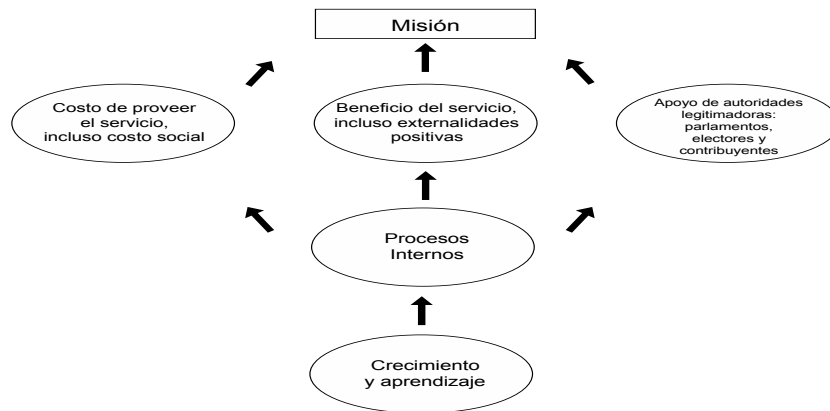 Misión
Costo de proveer
el servicio,
incluso costo social
Beneficio del servicio,
incluso externalidades
positivas
Apoyo de autoridades
legitimadoras:
parlamentos,
electores y
contribuyentes
Procesos
Internos
Crecimiento
y aprendizaje